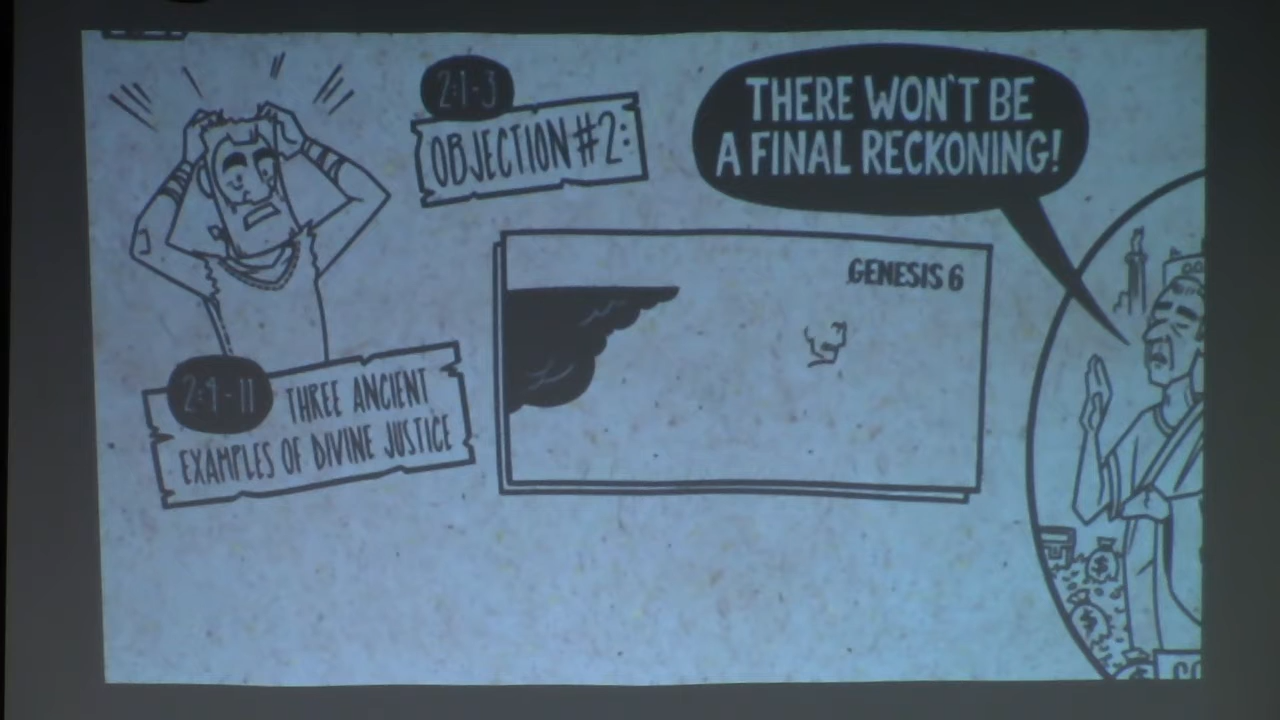 2:1-3
OBJECTION #2:
THERE WON'T BE
A FINAL RECKONING!
GENESIS 6
2:4-11 THREE ANCIENT
EXAMPLES OF DIVINE JUSTICE
$
$